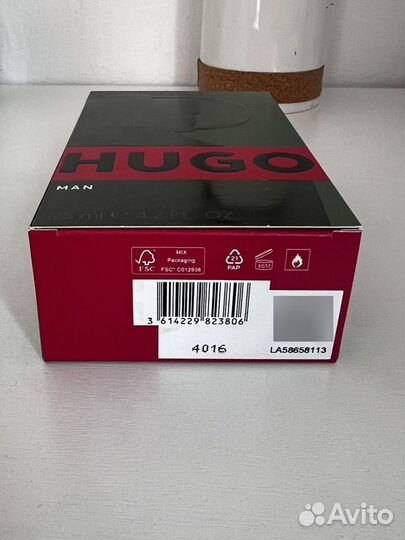 HUGO
MAN
125 ml ℮ 4.2 FL. OZ.
MIX
Packaging
FSC
FSC® C012938
21
PAP
36M
3 614229 823806
4016
LA58658113
Avito